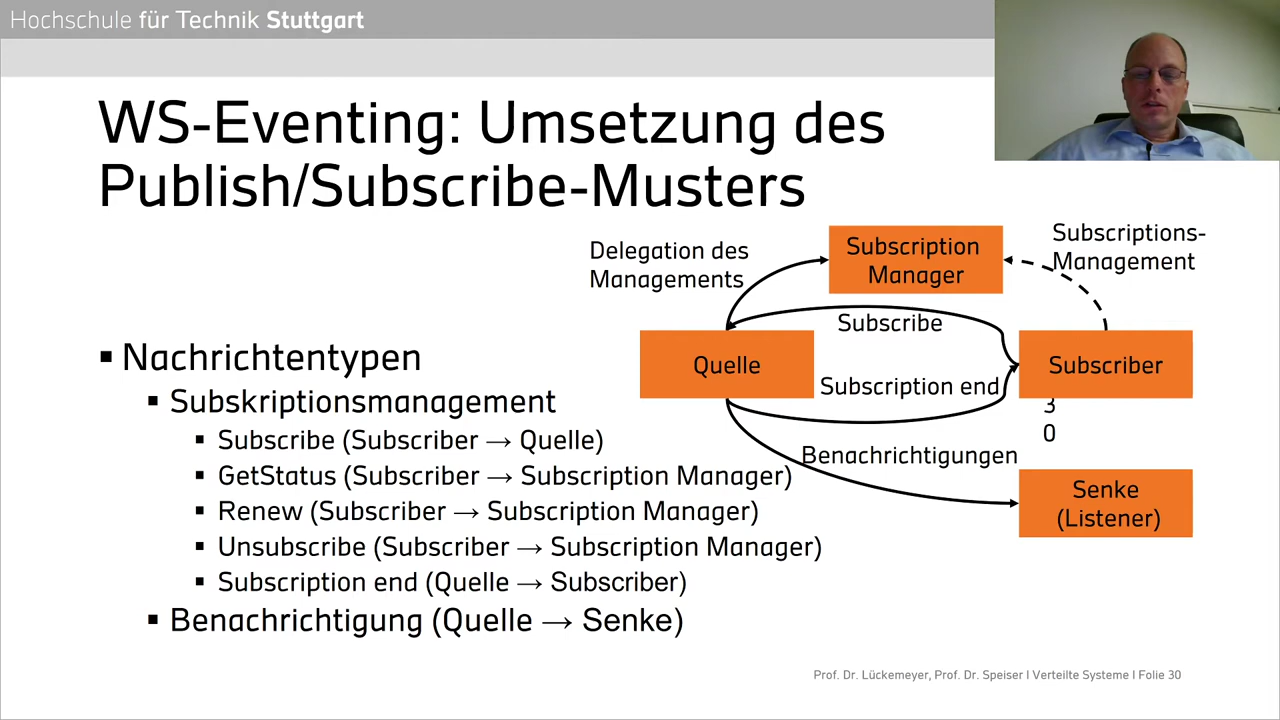 Hochschule für Technik Stuttgart
WS-Eventing: Umsetzung des
Publish/Subscribe-Musters
Delegation des
Managements
Subscription
Manager
Subscriptions-
Management
Subscribe
Quelle
Subscriber
Subscription end
3
0
Benachrichtigungen
Senke
(Listener)
▪ Nachrichtentypen
▪ Subskriptionsmanagement
▪ Subscribe (Subscriber → Quelle)
▪ GetStatus (Subscriber → Subscription Manager)
▪ Renew (Subscriber → Subscription Manager)
▪ Unsubscribe (Subscriber → Subscription Manager)
▪ Subscription end (Quelle → Subscriber)
▪ Benachrichtigung (Quelle → Senke)
Prof. Dr. Lückemeyer, Prof. Dr. Speiser I Verteilte Systeme I Folie 30